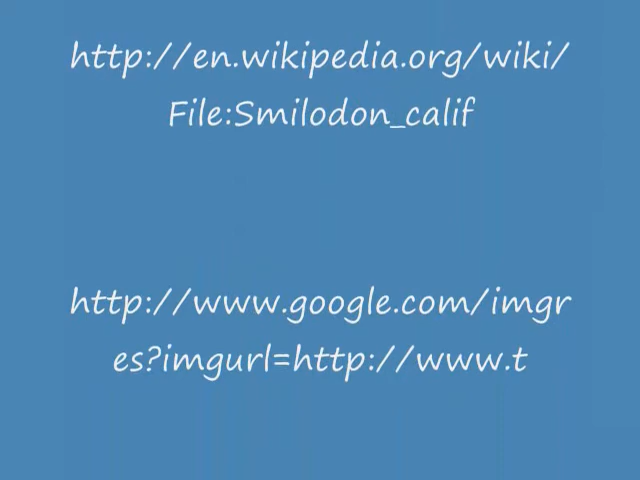 http://en.wikipedia.org/wiki/
File:Smilodon_calif
http://www.google.com/imgr
es?imgurl=http://www.t